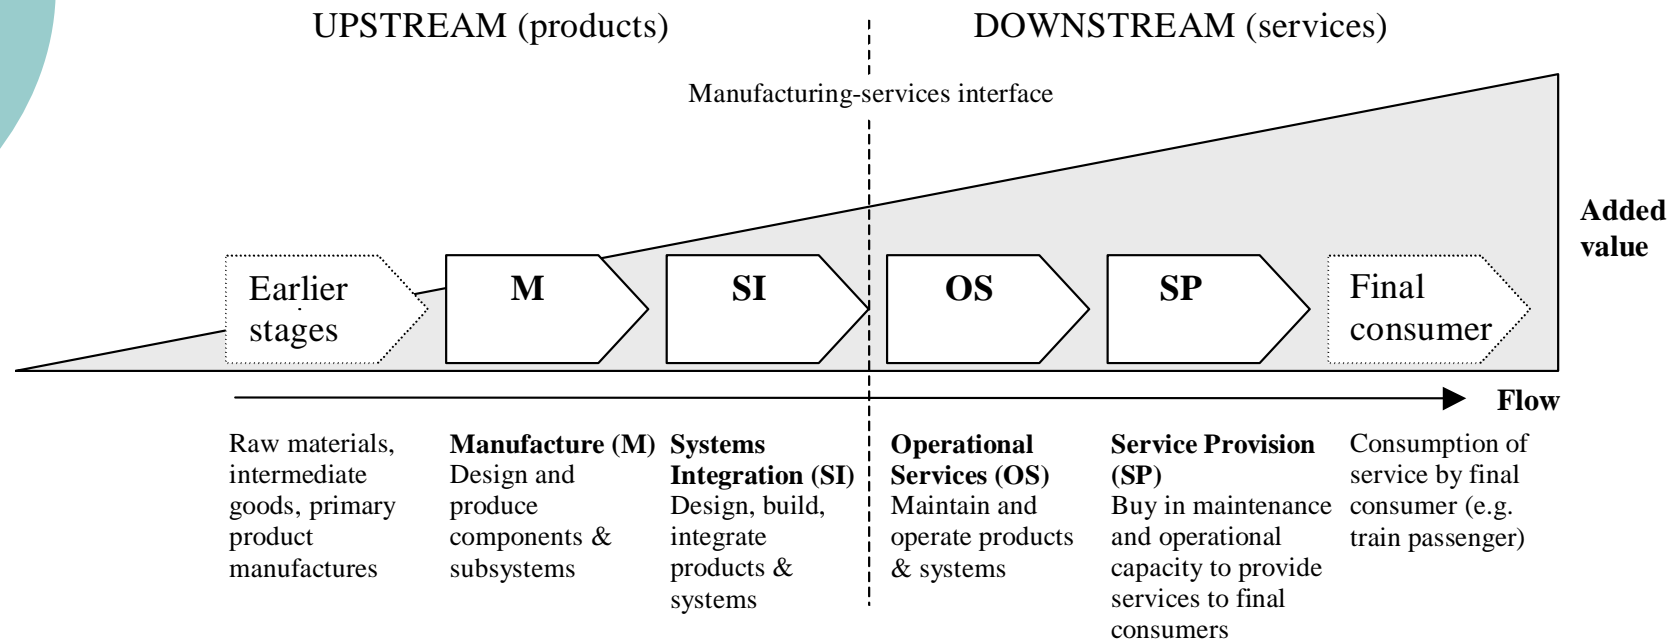 UPSTREAM (products)
DOWNSTREAM (services)
Manufacturing-services interface
Added
value
Earlier
stages
M
SI
OS
SP
Final
consumer
Flow
Raw materials,
intermediate
goods, primary
product
manufactures
Manufacture (M)
Design and
produce
components &
subsystems
Systems
Integration (SI)
Design, build,
integrate
products &
systems
Operational
Services (OS)
Maintain and
operate products
& systems
Service Provision
(SP)
Buy in maintenance
and operational
capacity to provide
services to final
consumers
Consumption of
service by final
consumer (e.g.
train passenger)